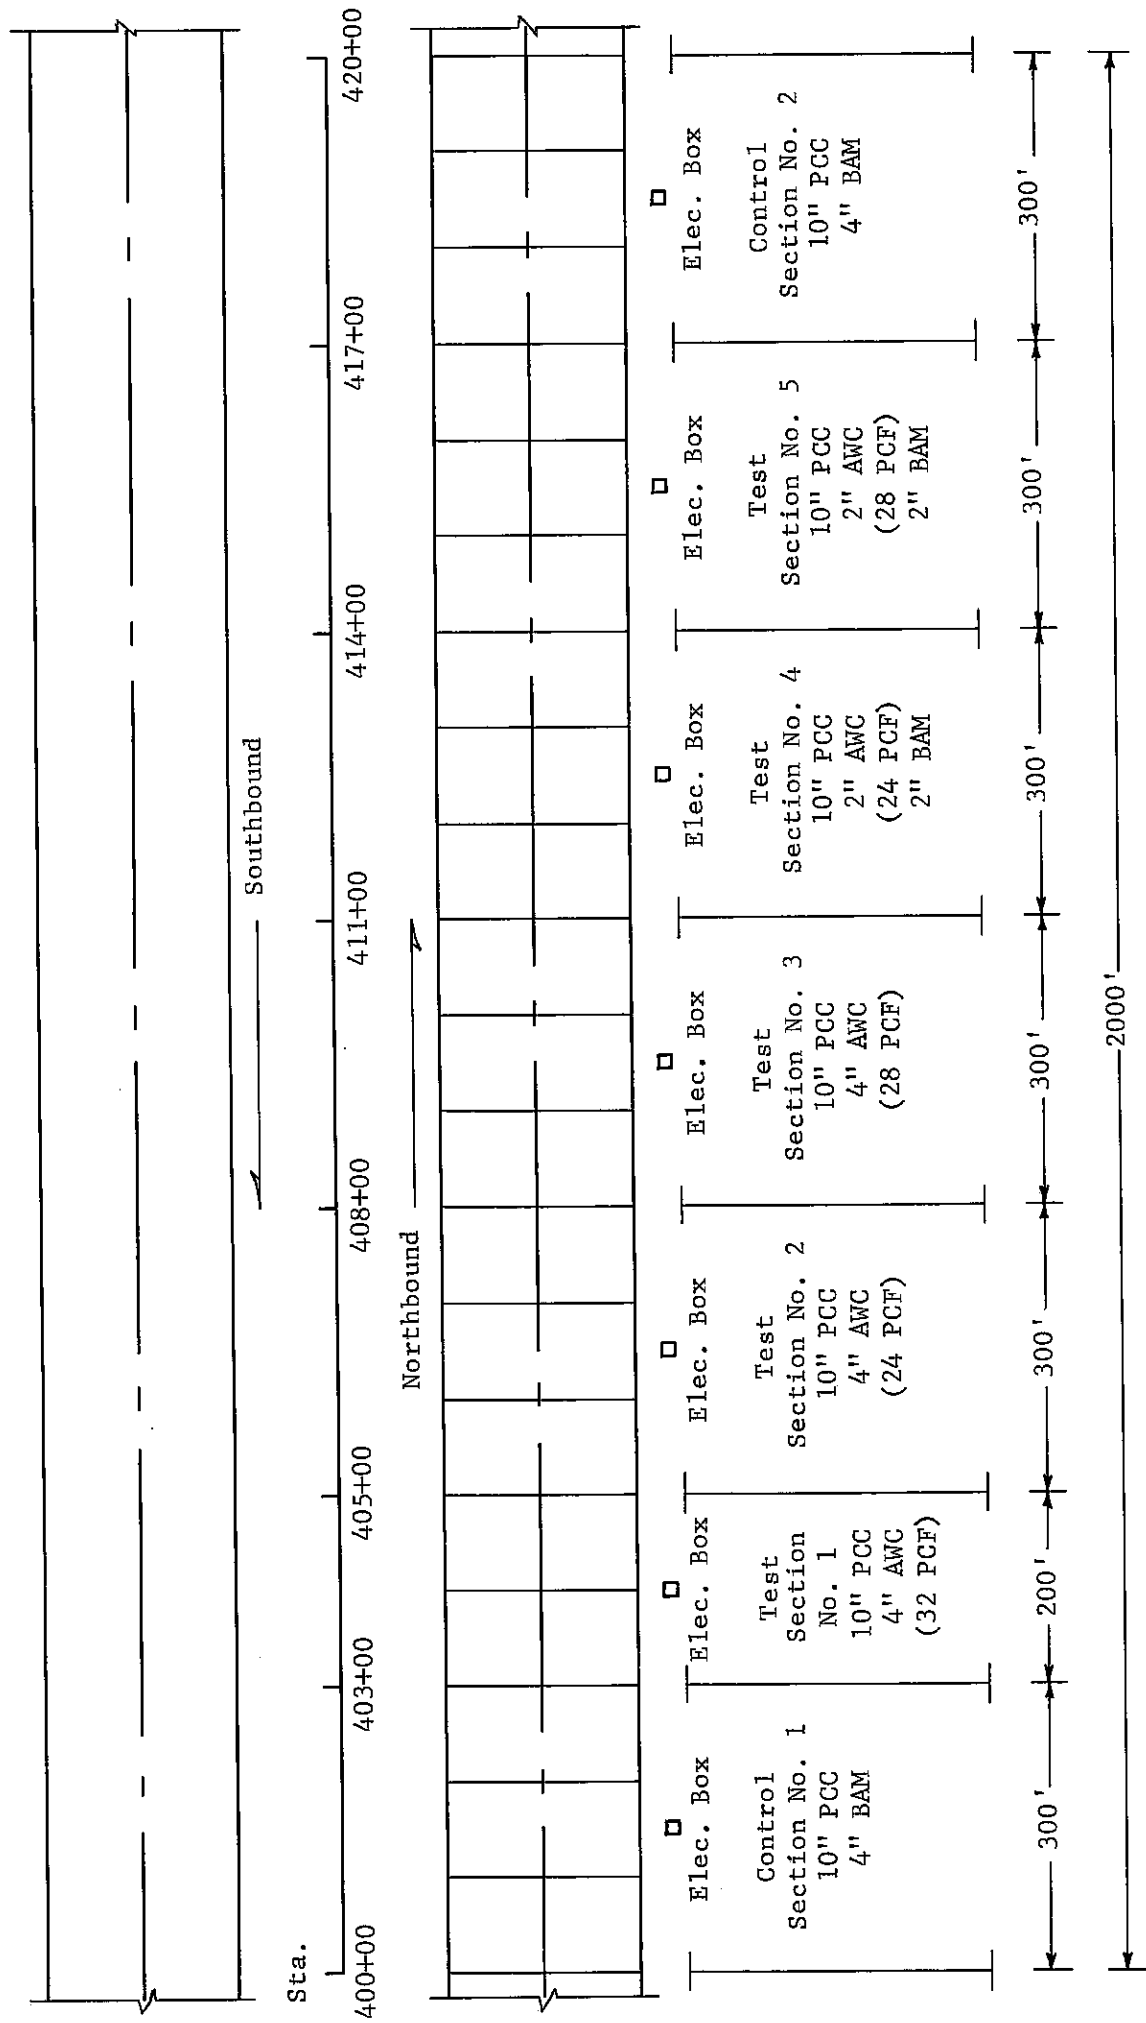 Southbound
Sta.
400+00
403+00
405+00
408+00
411+00
414+00
417+00
420+00
Northbound
Elec. Box
Control
Section No. 1
10" PCC
4" BAM
Elec. Box
Test
Section
No. 1
10" PCC
4" AWC
(32 PCF)
Elec. Box
Test
Section No. 2
10" PCC
4" AWC
(24 PCF)
Elec. Box
Test
Section No. 3
10" PCC
4" AWC
(28 PCF)
Elec. Box
Test
Section No. 4
10" PCC
2" AWC
(24 PCF)
2" BAM
Elec. Box
Test
Section No. 5
10" PCC
2" AWC
(28 PCF)
2" BAM
Elec. Box
Control
Section No. 2
10" PCC
4" BAM
300'
200'
300'
300'
300'
300'
300'
2000'